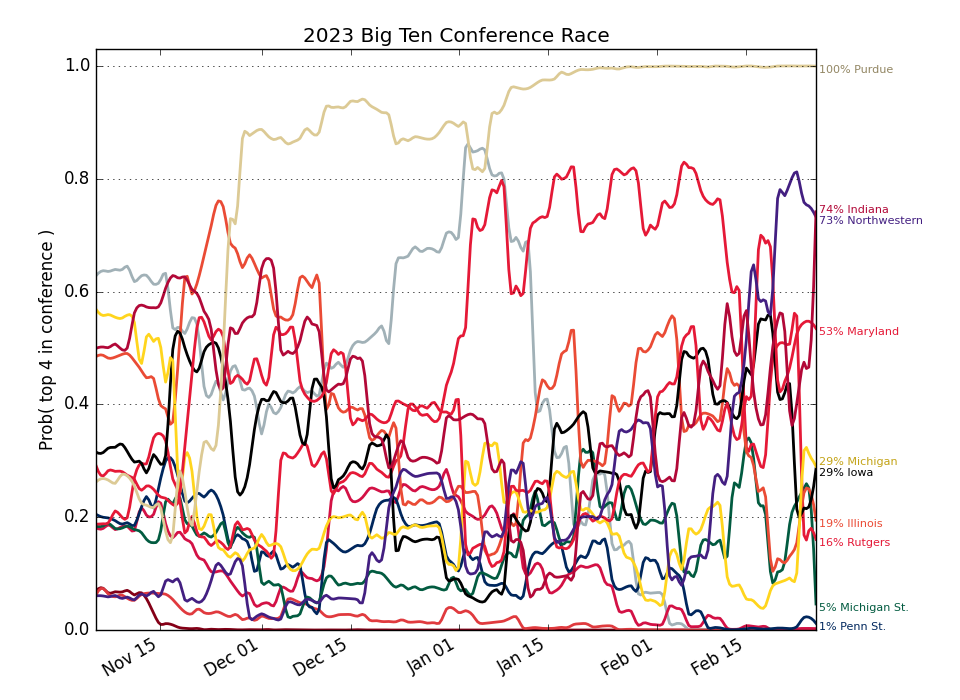 2023 Big Ten Conference Race
Prob( top 4 in conference )
1.0
0.8
0.6
0.4
0.2
0.0
Nov 15
Dec 01
Dec 15
Jan 01
Jan 15
Feb 01
Feb 15
100% Purdue
74% Indiana
73% Northwestern
53% Maryland
29% Michigan
29% Iowa
19% Illinois
16% Rutgers
5% Michigan St.
1% Penn St.